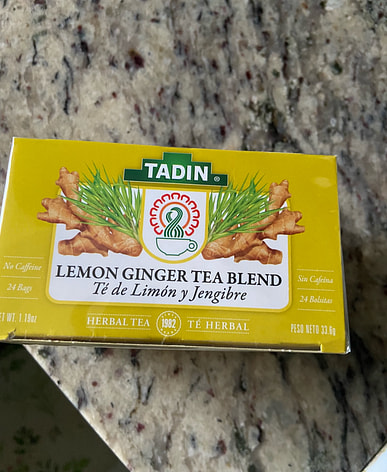 TADIN ®
LEMON GINGER TEA BLEND
Té de Limón y Jengibre
No Caffeine
24 Bags
Sin Cafeína
24 Bolsitas
ET WT. 1.19oz
HERBAL TEA 1982 TÉ HERBAL
PESO NETO 33.6g